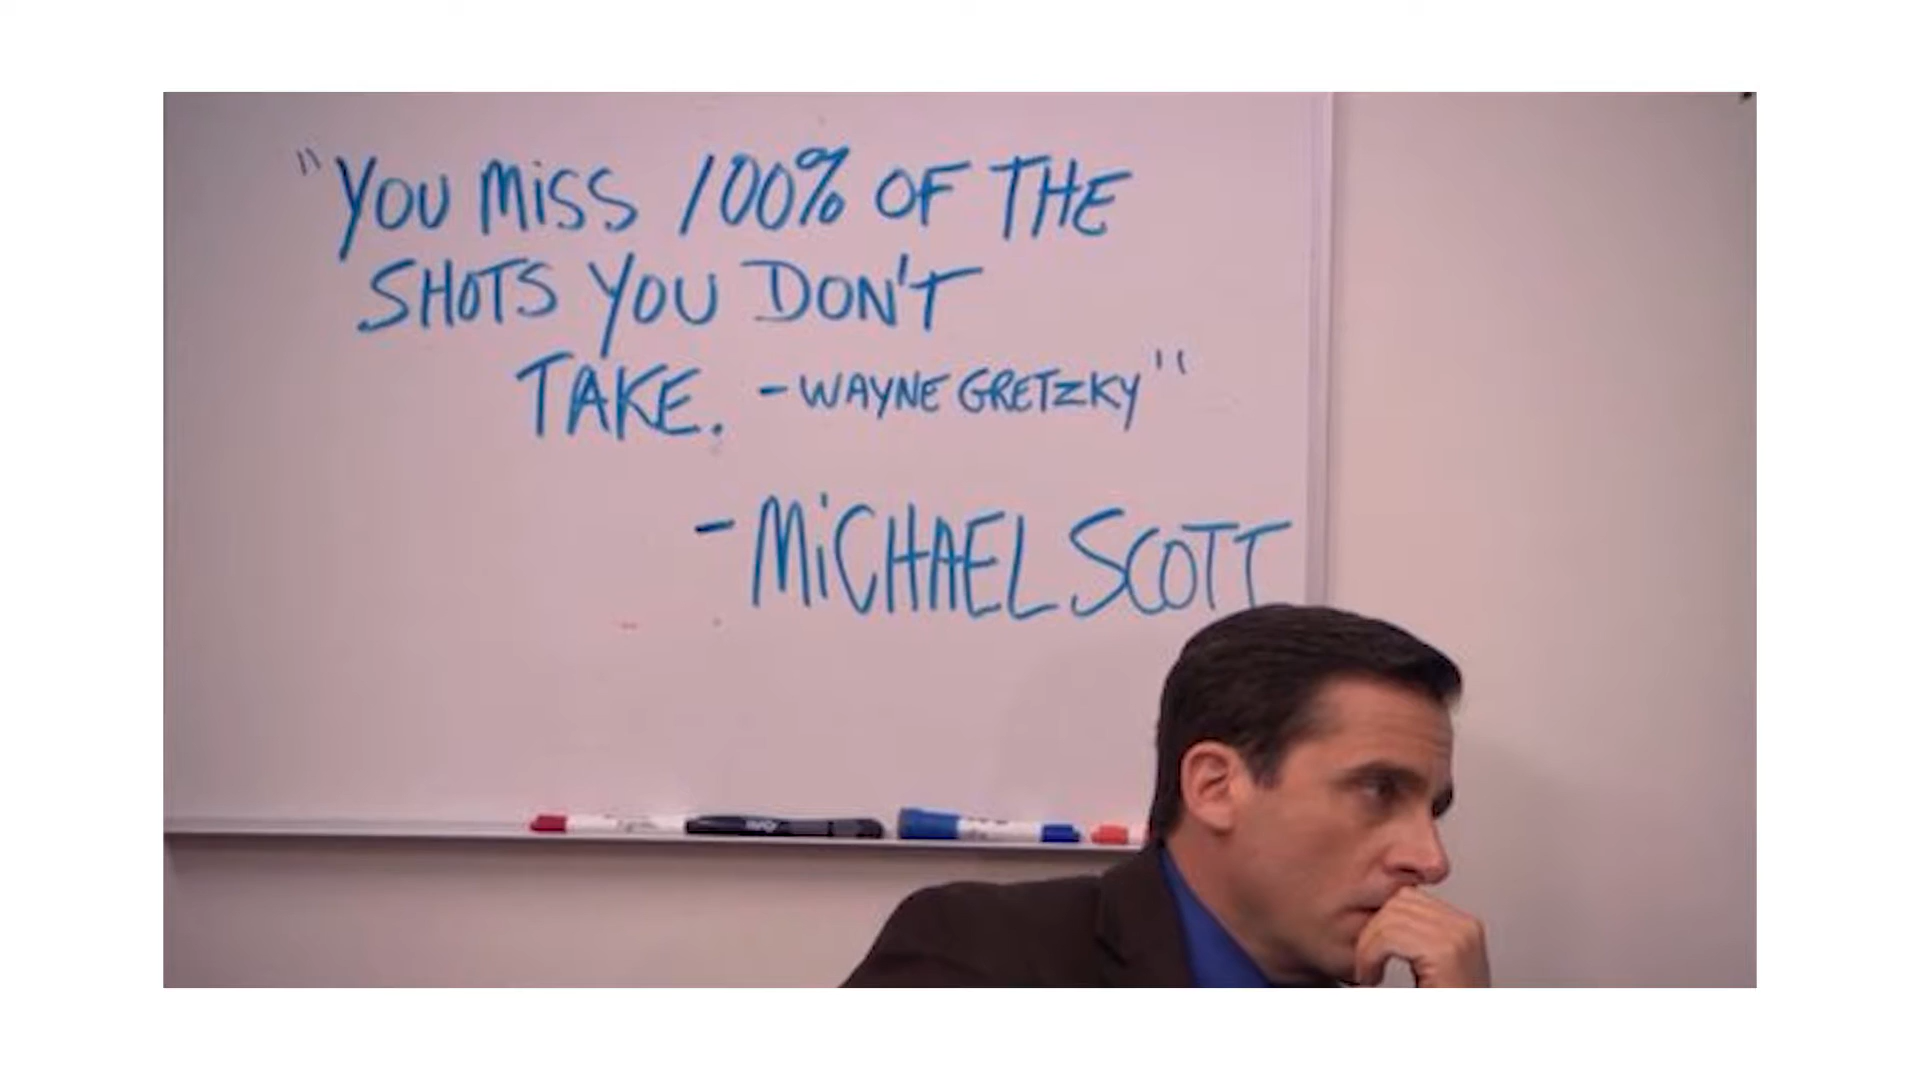 "YOU MiSS 100% OF THE
SHOTS YOU DON'T
TAKE. -WAYNE GRETZKY"
-MiCHAEL SCOTT